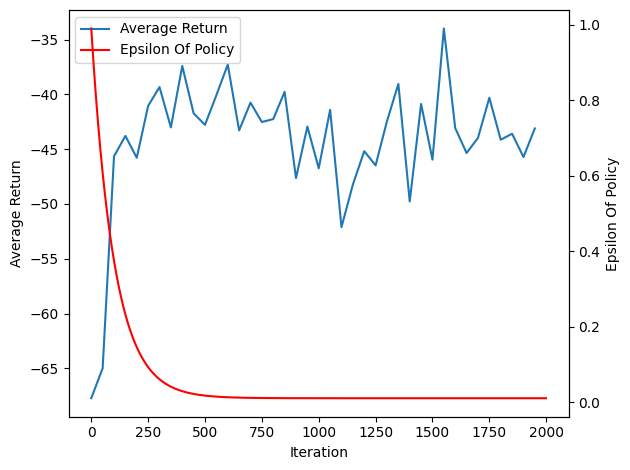 Average Return
Epsilon Of Policy
−35
−40
−45
−50
−55
−60
−65
Average Return
1.0
0.8
0.6
0.4
0.2
0.0
Epsilon Of Policy
0 250 500 750 1000 1250 1500 1750 2000
Iteration